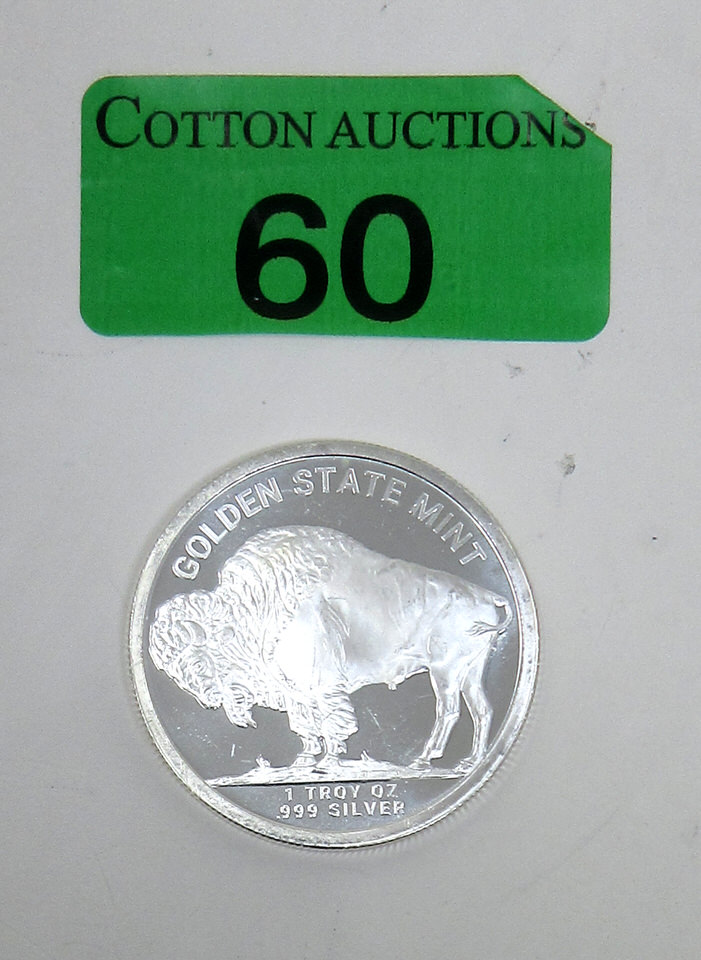 COTTON AUCTIONS
60
GOLDEN STATE MINT
1 TROY OZ
.999 SILVER